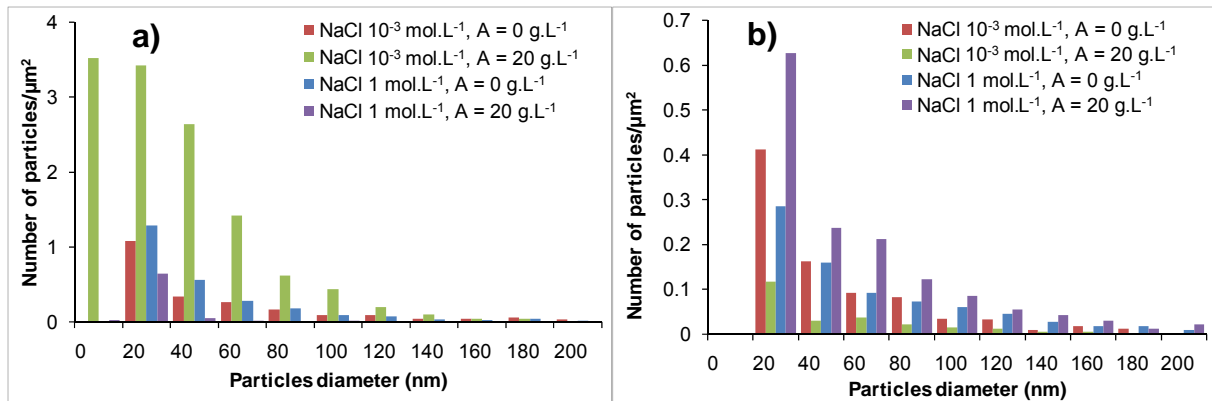 a)
NaCl 10⁻³ mol.L⁻¹, A = 0 g.L⁻¹
NaCl 10⁻³ mol.L⁻¹, A = 20 g.L⁻¹
NaCl 1 mol.L⁻¹, A = 0 g.L⁻¹
NaCl 1 mol.L⁻¹, A = 20 g.L⁻¹
Number of particles/µm²
4
3
2
1
0
0 20 40 60 80 100 120 140 160 180 200
Particles diameter (nm)
b)
NaCl 10⁻³ mol.L⁻¹, A = 0 g.L⁻¹
NaCl 10⁻³ mol.L⁻¹, A = 20 g.L⁻¹
NaCl 1 mol.L⁻¹, A = 0 g.L⁻¹
NaCl 1 mol.L⁻¹, A = 20 g.L⁻¹
Number of particles/µm²
0.7
0.6
0.5
0.4
0.3
0.2
0.1
0
0 20 40 60 80 100 120 140 160 180 200
Particles diameter (nm)